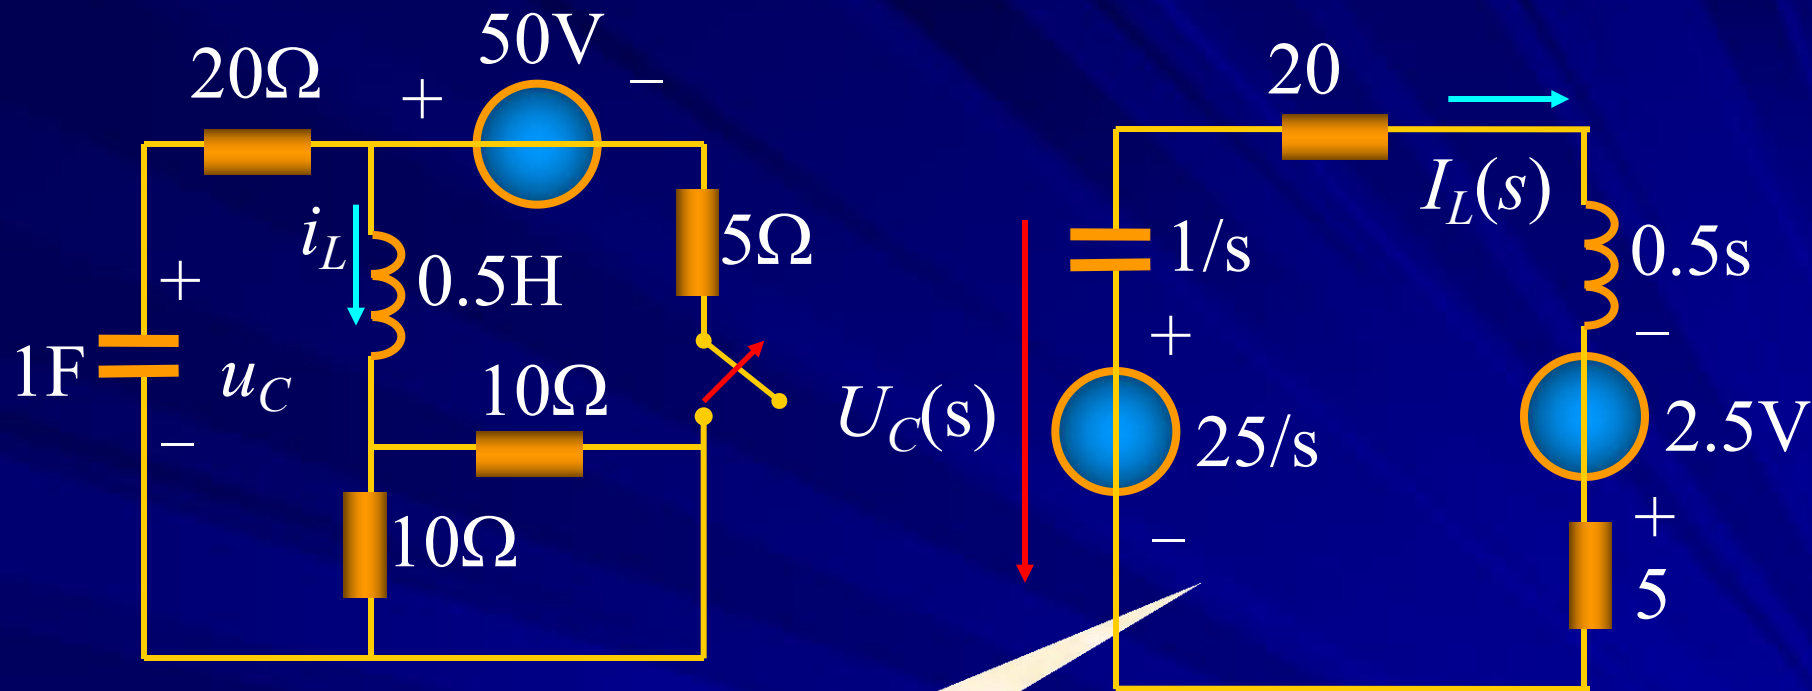 50V
20Ω
+
−
5Ω
i_L
0.5H
+
1F
u_C
10Ω
−
10Ω
20
I_L(s)
1/s
0.5s
+
−
U_C(s)
25/s
2.5V
+
−
5